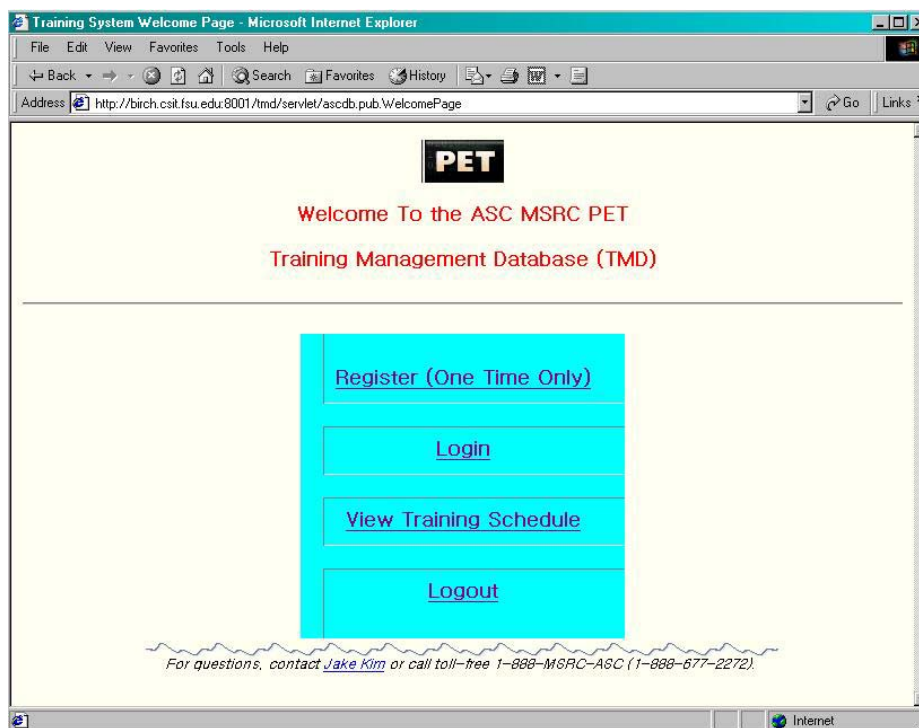 Training System Welcome Page - Microsoft Internet Explorer
File Edit View Favorites Tools Help
Back Search Favorites History
Address http://birch.csit.fsu.edu:8001/tmd/servlet/ascdb.pub.WelcomePage Go Links
PET
Welcome To the ASC MSRC PET
Training Management Database (TMD)
Register (One Time Only)
Login
View Training Schedule
Logout
For questions, contact Jake Kim or call toll-free 1-888-MSRC-ASC (1-888-677-2272).
Internet